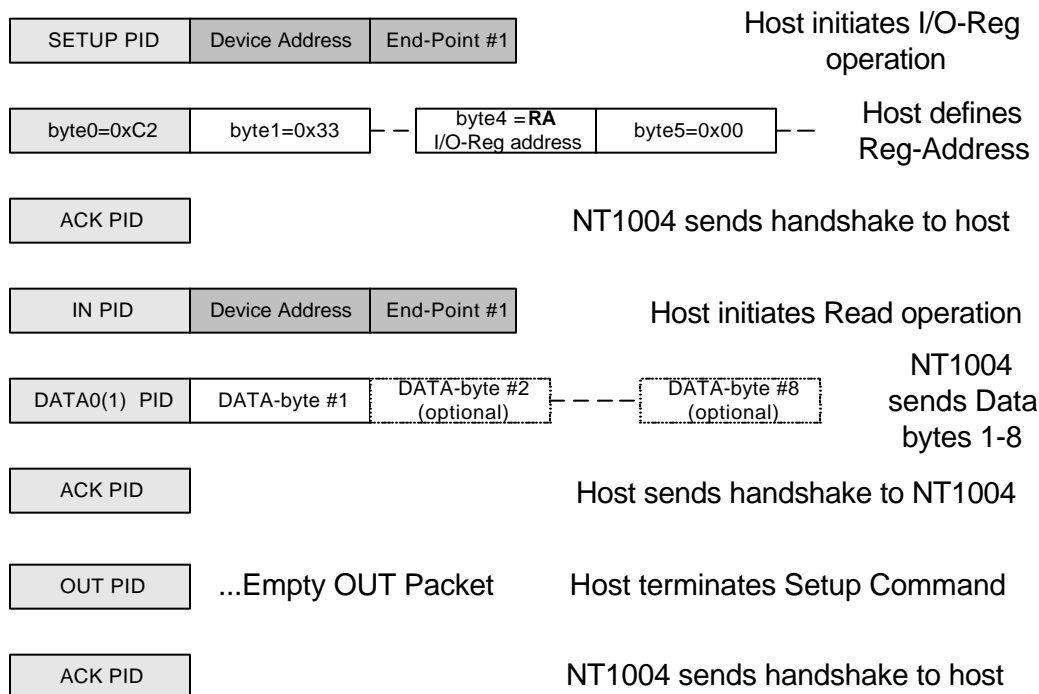 SETUP PID Device Address End-Point #1 Host initiates I/O-Reg
operation
byte0=0xC2 byte1=0x33 byte4 =RA
I/O-Reg address byte5=0x00 Host defines
Reg-Address
ACK PID NT1004 sends handshake to host
IN PID Device Address End-Point #1 Host initiates Read operation
DATA0(1) PID DATA-byte #1 DATA-byte #2
(optional) DATA-byte #8
(optional) NT1004
sends Data
bytes 1-8
ACK PID Host sends handshake to NT1004
OUT PID ...Empty OUT Packet Host terminates Setup Command
ACK PID NT1004 sends handshake to host